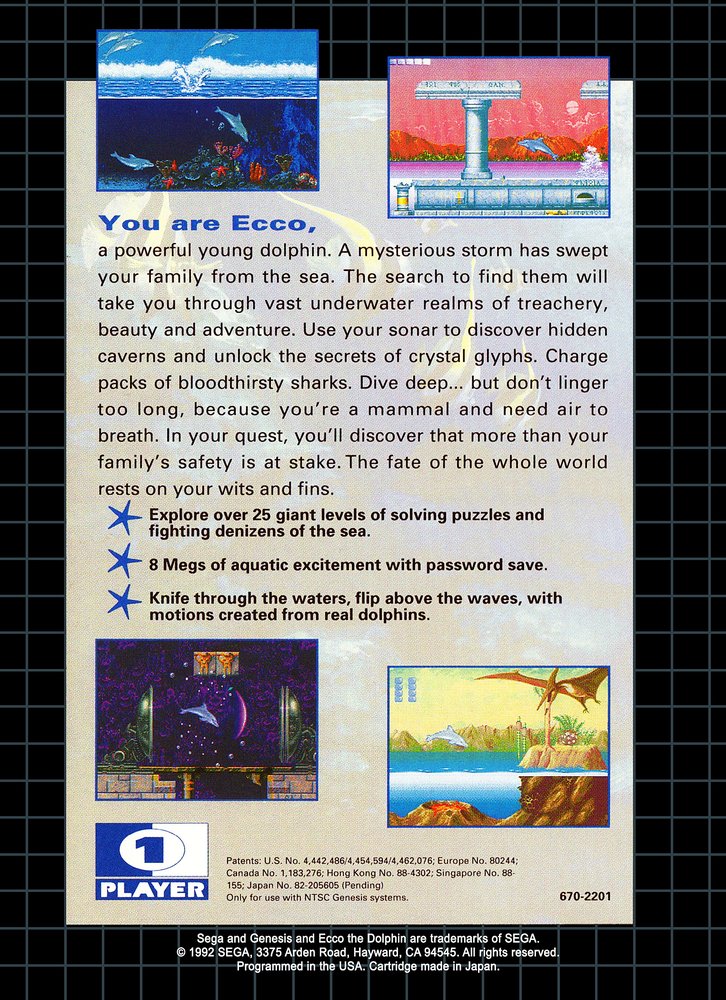 You are Ecco,
a powerful young dolphin. A mysterious storm has swept
your family from the sea. The search to find them will
take you through vast underwater realms of treachery,
beauty and adventure. Use your sonar to discover hidden
caverns and unlock the secrets of crystal glyphs. Charge
packs of bloodthirsty sharks. Dive deep... but don't linger
too long, because you're a mammal and need air to
breath. In your quest, you'll discover that more than your
family's safety is at stake. The fate of the whole world
rests on your wits and fins.
Explore over 25 giant levels of solving puzzles and
fighting denizens of the sea.
8 Megs of aquatic excitement with password save.
Knife through the waters, flip above the waves, with
motions created from real dolphins.
1
PLAYER
Patents: U.S. No. 4,442,486/4,454,594/4,462,076; Europe No. 80244;
Canada No. 1,183,276; Hong Kong No. 88-4302; Singapore No. 88-
155; Japan No. 82-205605 (Pending)
Only for use with NTSC Genesis systems.
670-2201
Sega and Genesis and Ecco the Dolphin are trademarks of SEGA.
© 1992 SEGA, 3375 Arden Road, Hayward, CA 94545. All rights reserved.
Programmed in the USA. Cartridge made in Japan.